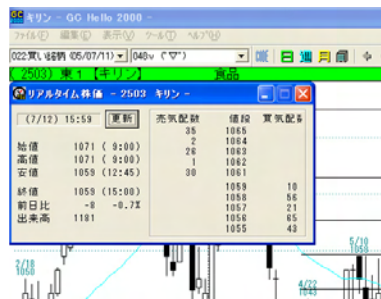 キリン - GC Hello 2000 -
ファイル(F) 編集(E) 表示(V) ツール(T) ヘルプ(H)
022:買い銘柄 (05/07/11) 040v (ﾟ▽ﾟ)
日 週 月
( 2503) 東1【キリン】 食品
リアルタイム株価 - 2503 キリン -
(7/12) 15:59 更新
売気配数 値段 買気配数
35 1065
2 1064
26 1063
1 1062
30 1061
1059 10
1058 56
1057 21
1056 65
1055 43
始値 1071 ( 9:00)
高値 1071 ( 9:00)
安値 1059 (12:45)
終値 1059 (15:00)
前日比 -8 -0.7%
出来高 1181
2/18
1050
5/10
1059
4/22
1043